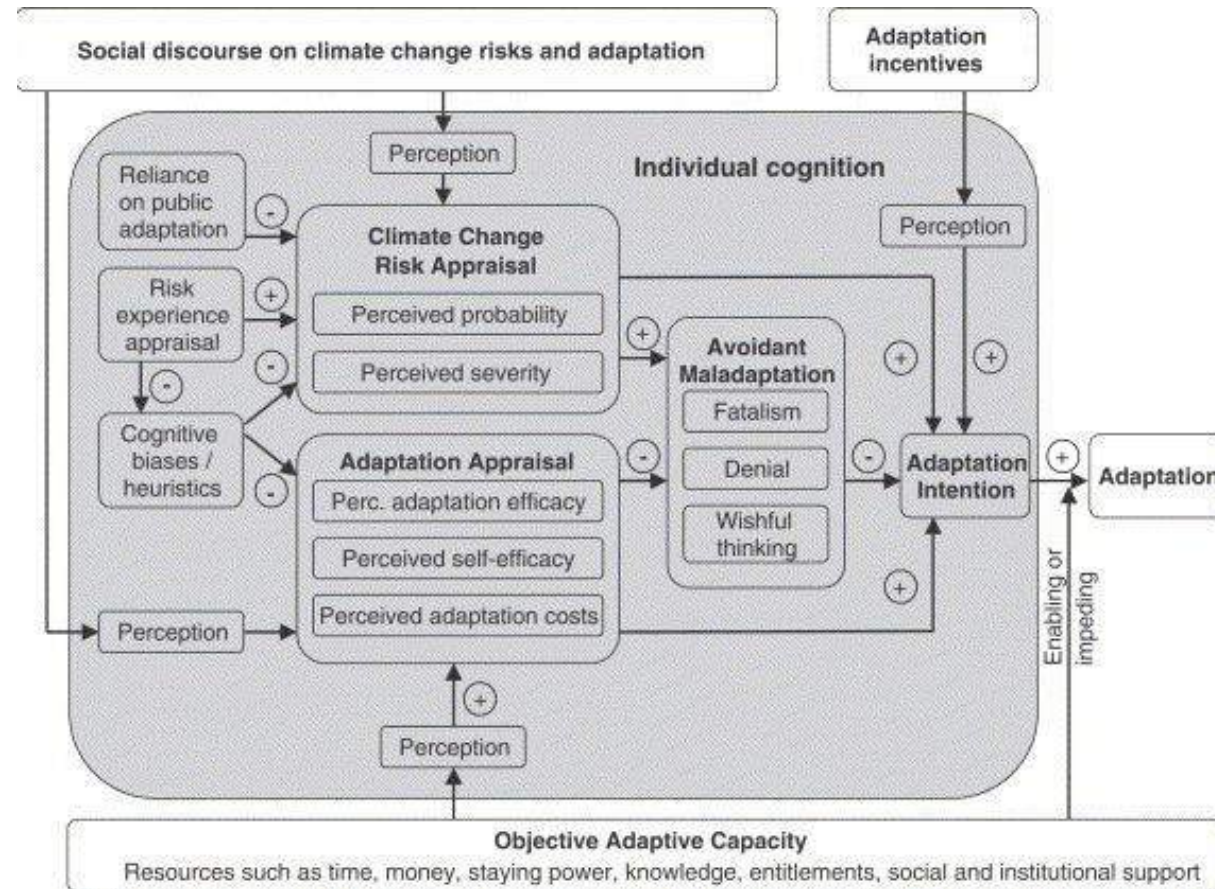 Social discourse on climate change risks and adaptation
Adaptation
incentives
Perception
Individual cognition
Reliance
on public
adaptation
-
Perception
Climate Change
Risk Appraisal
Risk
experience
appraisal
+
Perceived probability
+
Avoidant
Maladaptation
+
+
-
-
Perceived severity
Fatalism
Cognitive
biases /
heuristics
-
Adaptation Appraisal
-
Denial
-
Adaptation
Intention
+
Adaptation
Perc. adaptation efficacy
Wishful
thinking
Perceived self-efficacy
+
Perception
Perceived adaptation costs
Enabling or
impeding
+
Perception
Objective Adaptive Capacity
Resources such as time, money, staying power, knowledge, entitlements, social and institutional support